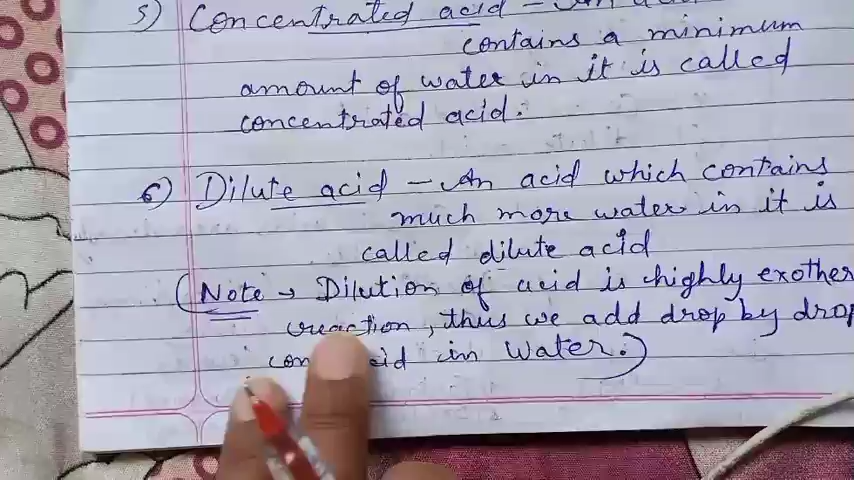 5) Concentrated acid - An
contains a minimum
amount of water in it is called
concentrated acid.
6) Dilute acid - An acid which contains
much more water in it is
called dilute acid
(Note → Dilution of acid is highly exother
reaction, thus we add drop by drop
in water.)